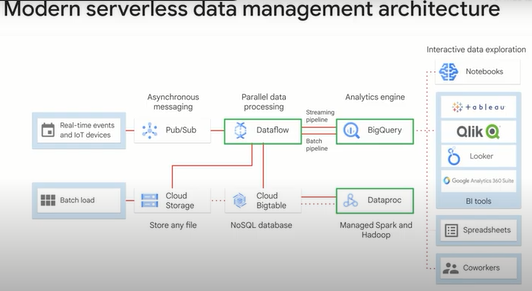 Modern serverless data management architecture
Interactive data exploration
Notebooks
Asynchronous
messaging
Parallel data
processing
Analytics engine
Real-time events
and IoT devices
Pub/Sub
Dataflow
Streaming
pipeline
Batch
pipeline
BigQuery
tableau
Qlik
Looker
Google Analytics 360 Suite
BI tools
Batch load
Cloud
Storage
Cloud
Bigtable
Dataproc
Store any file
NoSQL database
Managed Spark and
Hadoop
Spreadsheets
Coworkers